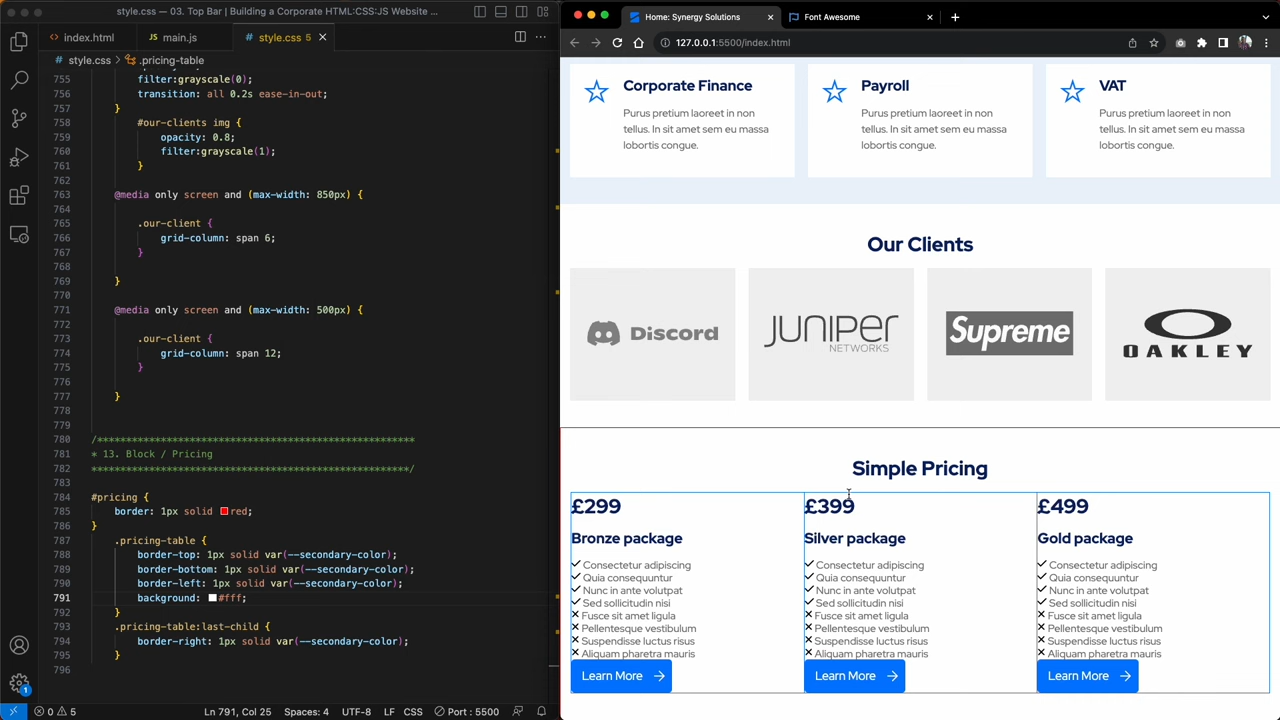 style.css — 03. Top Bar | Building a Corporate HTML:CSS:JS Website ...
index.html
main.js
style.css 5
style.css > .pricing-table
755 filter:grayscale(0);
756 transition: all 0.2s ease-in-out;
757 }
758 #our-clients img {
759 opacity: 0.8;
760 filter:grayscale(1);
761 }
762
763 @media only screen and (max-width: 850px) {
764
765 .our-client {
766 grid-column: span 6;
767 }
768
769 }
770
771 @media only screen and (max-width: 500px) {
772
773 .our-client {
774 grid-column: span 12;
775 }
776
777 }
778
779
780 /*******************************************************
781 * 13. Block / Pricing
782 *******************************************************/
783
784 #pricing {
785 border: 1px solid red;
786 }
787 .pricing-table {
788 border-top: 1px solid var(--secondary-color);
789 border-bottom: 1px solid var(--secondary-color);
790 border-left: 1px solid var(--secondary-color);
791 background: #fff;
792 }
793 .pricing-table:last-child {
794 border-right: 1px solid var(--secondary-color);
795 }
796
1
0 5
Ln 791, Col 25
Spaces: 4
UTF-8
LF
CSS
Port : 5500
Home: Synergy Solutions
Font Awesome
127.0.0.1:5500/index.html
Corporate Finance
Purus pretium laoreet in non
tellus. In sit amet sem eu massa
lobortis congue.
Payroll
Purus pretium laoreet in non
tellus. In sit amet sem eu massa
lobortis congue.
VAT
Purus pretium laoreet in non
tellus. In sit amet sem eu massa
lobortis congue.
Our Clients
Discord
JUNIPER
NETWORKS
Supreme
OAKLEY
Simple Pricing
£299
Bronze package
Consectetur adipiscing
Quia consequuntur
Nunc in ante volutpat
Sed sollicitudin nisi
Fusce sit amet ligula
Pellentesque vestibulum
Suspendisse luctus risus
Aliquam pharetra mauris
Learn More
£399
Silver package
Consectetur adipiscing
Quia consequuntur
Nunc in ante volutpat
Sed sollicitudin nisi
Fusce sit amet ligula
Pellentesque vestibulum
Suspendisse luctus risus
Aliquam pharetra mauris
Learn More
£499
Gold package
Consectetur adipiscing
Quia consequuntur
Nunc in ante volutpat
Sed sollicitudin nisi
Fusce sit amet ligula
Pellentesque vestibulum
Suspendisse luctus risus
Aliquam pharetra mauris
Learn More